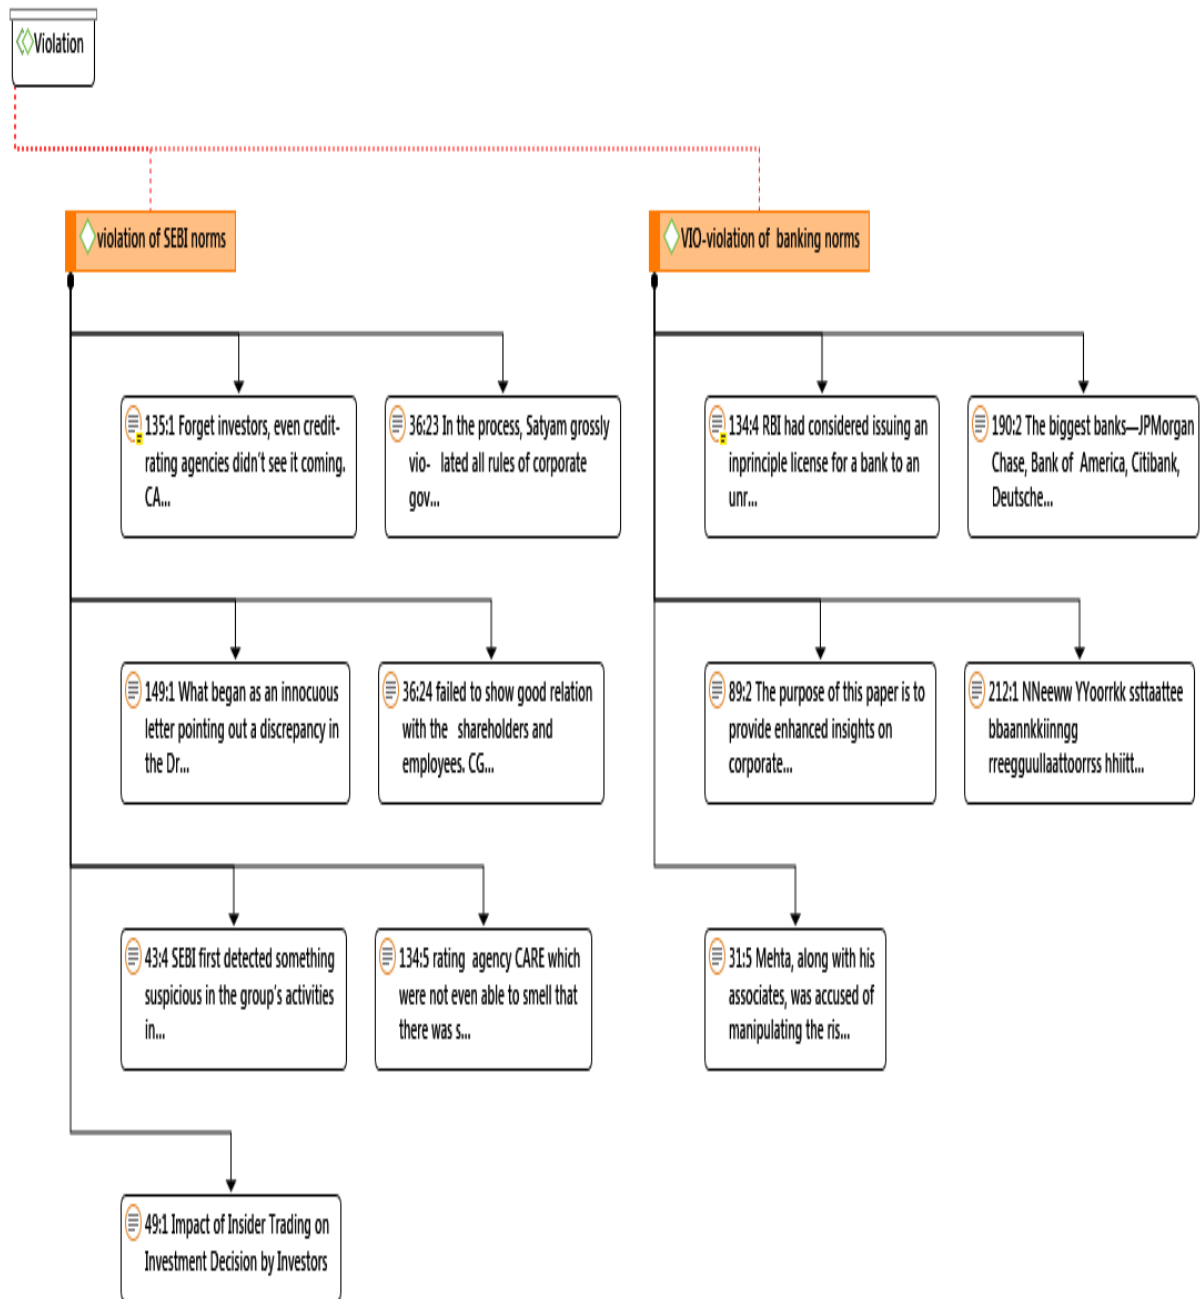 Violation
violation of SEBI norms
VIO-violation of banking norms
135:1 Forget investors, even credit-
rating agencies didn't see it coming.
CA...
36:23 In the process, Satyam grossly
vio- lated all rules of corporate
gov...
134:4 RBI had considered issuing an
inprinciple license for a bank to an
unr...
190:2 The biggest banks—JPMorgan
Chase, Bank of America, Citibank,
Deutsche...
149:1 What began as an innocuous
letter pointing out a discrepancy in
the Dr...
36:24 failed to show good relation
with the shareholders and
employees. CG...
89:2 The purpose of this paper is to
provide enhanced insights on
corporate...
212:1 NNeeww YYoorrkk ssttaattee
bbaannkkiinngg
rreegguullaattoorrss hhiitt...
43:4 SEBI first detected something
suspicious in the group's activities
in...
134:5 rating agency CARE which
were not even able to smell that
there was s...
31:5 Mehta, along with his
associates, was accused of
manipulating the ris...
49:1 Impact of Insider Trading on
Investment Decision by Investors